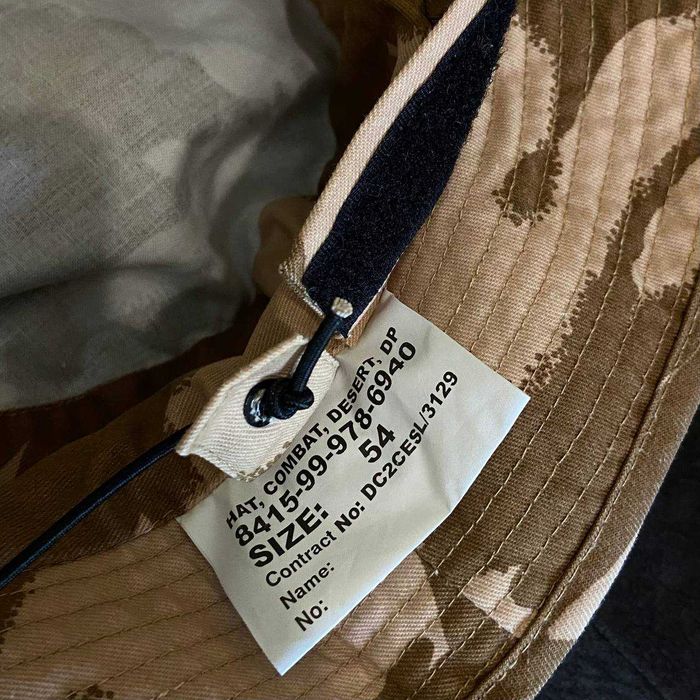 HAT, COMBAT, DESERT, DP
8415-99-978-6940
SIZE: 54
Contract No: DC2CESL/3129
Name:
No: